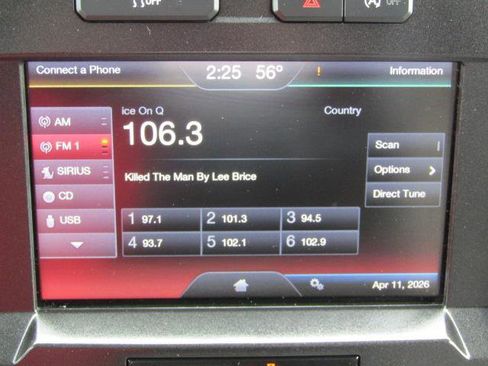 OFF
OFF
Connect a Phone 2:25 56° ! Information
ice On Q Country
AM
106.3
FM 1
Scan
SIRIUS
Killed The Man By Lee Brice
Options >
CD
Direct Tune
USB
1 97.1 2 101.3 3 94.5
4 93.7 5 102.1 6 102.9
Apr 11, 2026